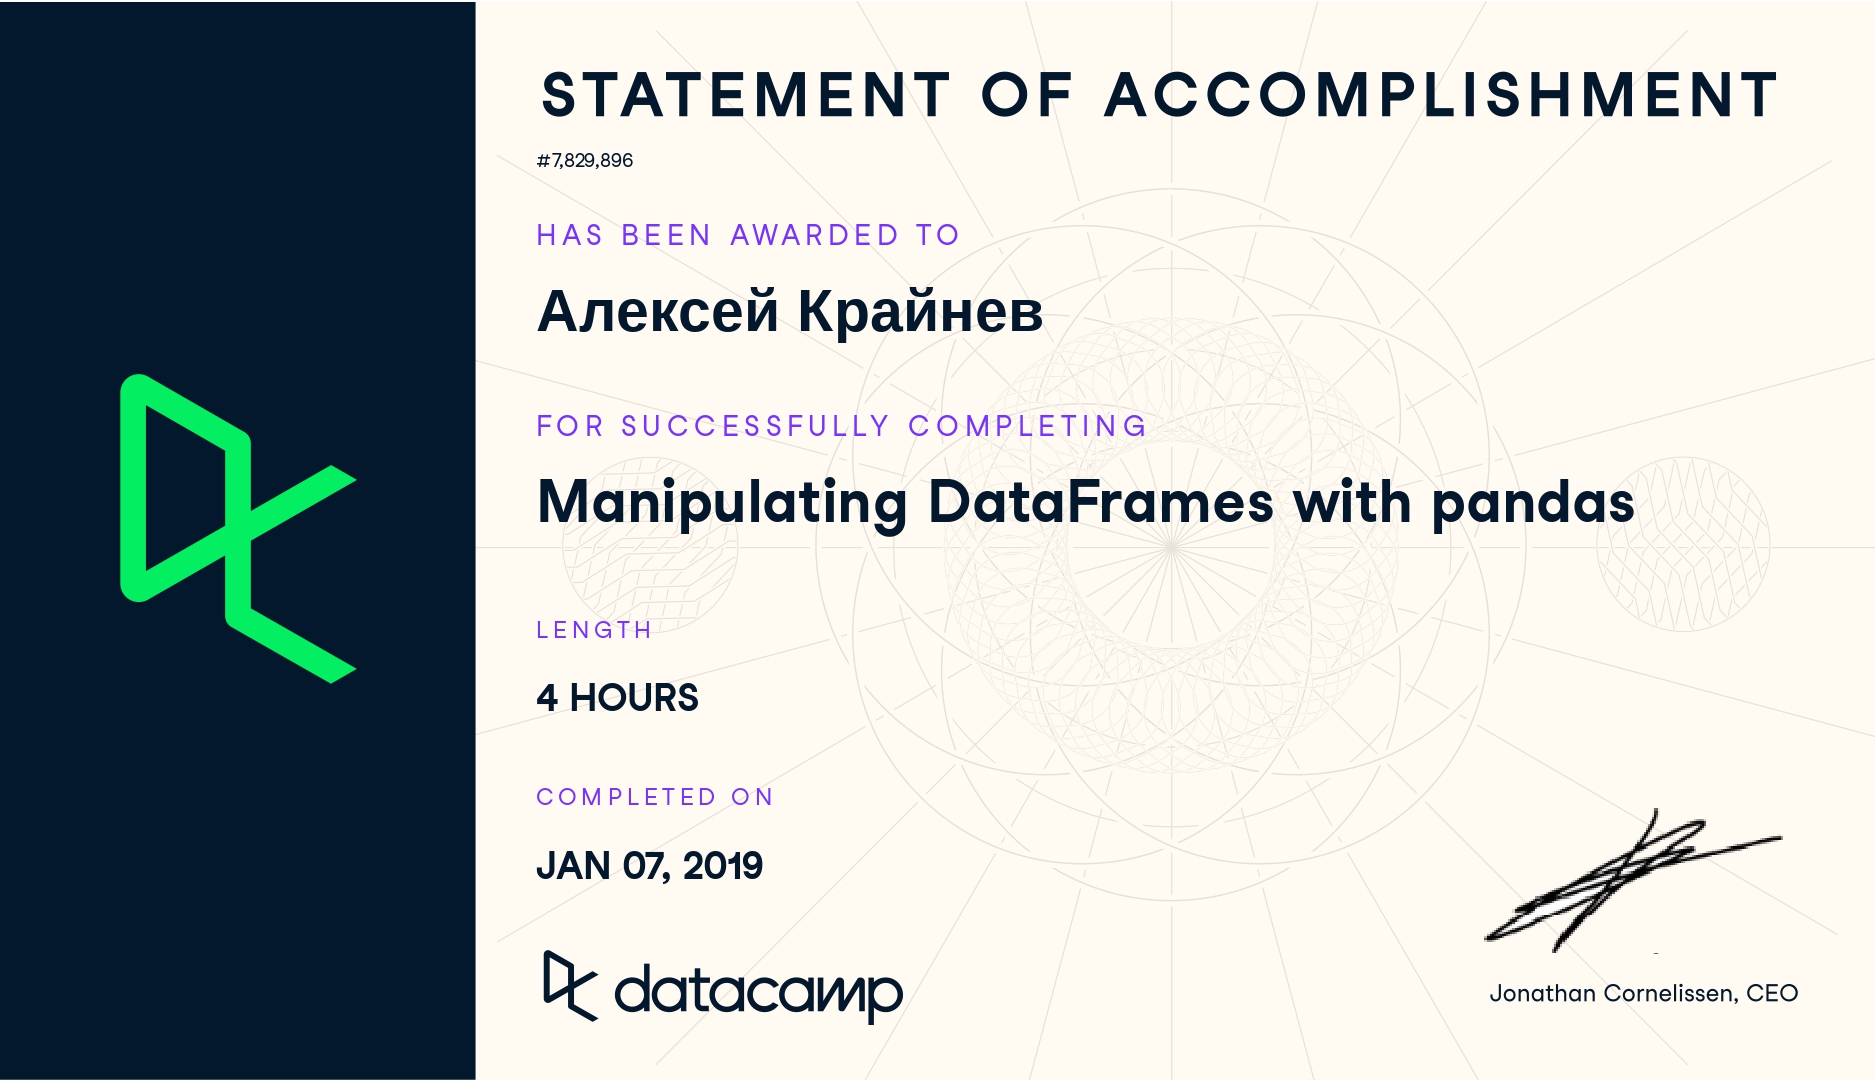 STATEMENT OF ACCOMPLISHMENT
#7,829,896
HAS BEEN AWARDED TO
Алексей Крайнев
FOR SUCCESSFULLY COMPLETING
Manipulating DataFrames with pandas
LENGTH
4 HOURS
COMPLETED ON
JAN 07, 2019
datacamp
Jonathan Cornelissen, CEO